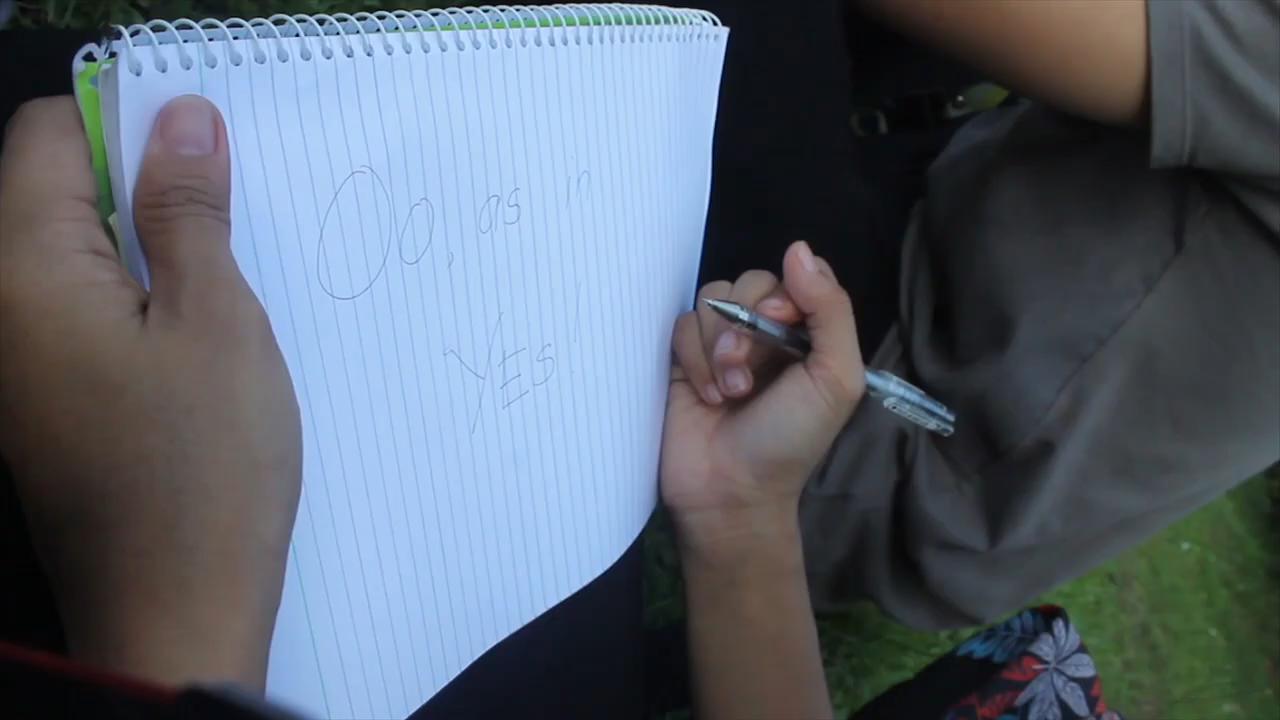 Oo, as in
YES!